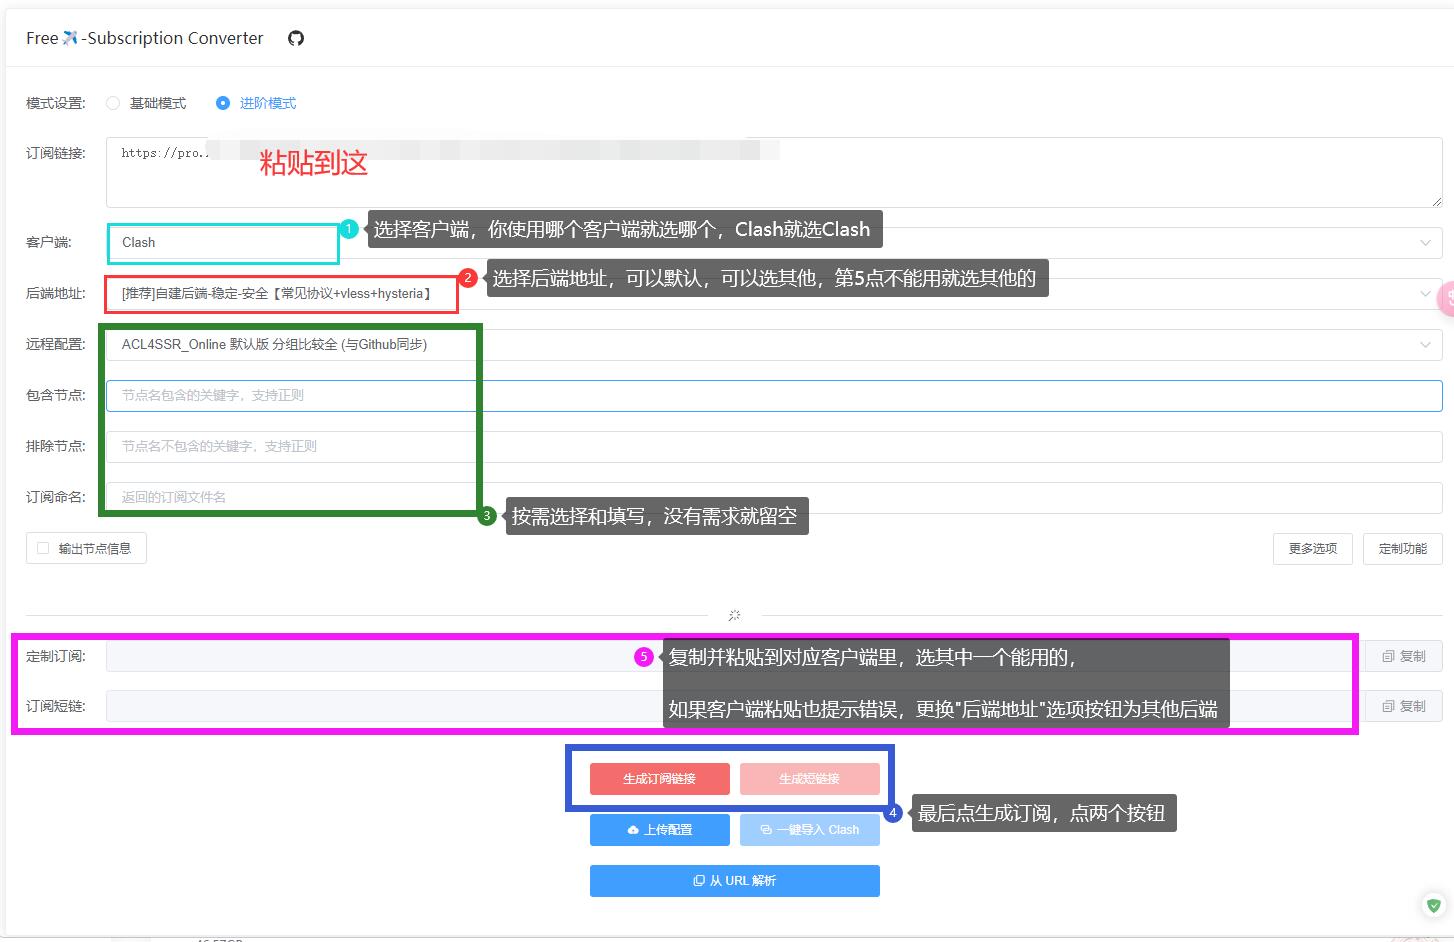 Free -Subscription Converter
模式设置: 基础模式 进阶模式
订阅链接: https://pro.
粘贴到这
客户端: Clash
1 选择客户端，你使用哪个客户端就选哪个，Clash就选Clash
2 选择后端地址，可以默认，可以选其他，第5点不能用就选其他的
后端地址: [推荐]自建后端-稳定-安全【常见协议+vless+hysteria】
远程配置: ACL4SSR_Online 默认版 分组比较全 (与Github同步)
包含节点: 节点名包含的关键字，支持正则
排除节点: 节点名不包含的关键字，支持正则
订阅命名: 返回的订阅文件名
3 按需选择和填写，没有需求就留空
输出节点信息 更多选项 定制功能
定制订阅: 5 复制并粘贴到对应客户端里，选其中一个能用的， 复制
订阅短链: 如果客户端粘贴也提示错误，更换"后端地址"选项按钮为其他后端 复制
生成订阅链接 生成短链接
4 最后点生成订阅，点两个按钮
上传配置 一键导入 Clash
从 URL 解析